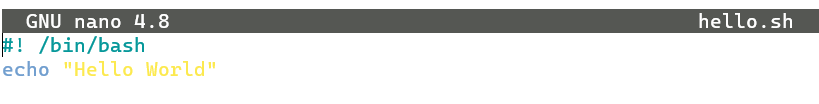 GNU nano 4.8 hello.sh
#! /bin/bash
echo "Hello World"